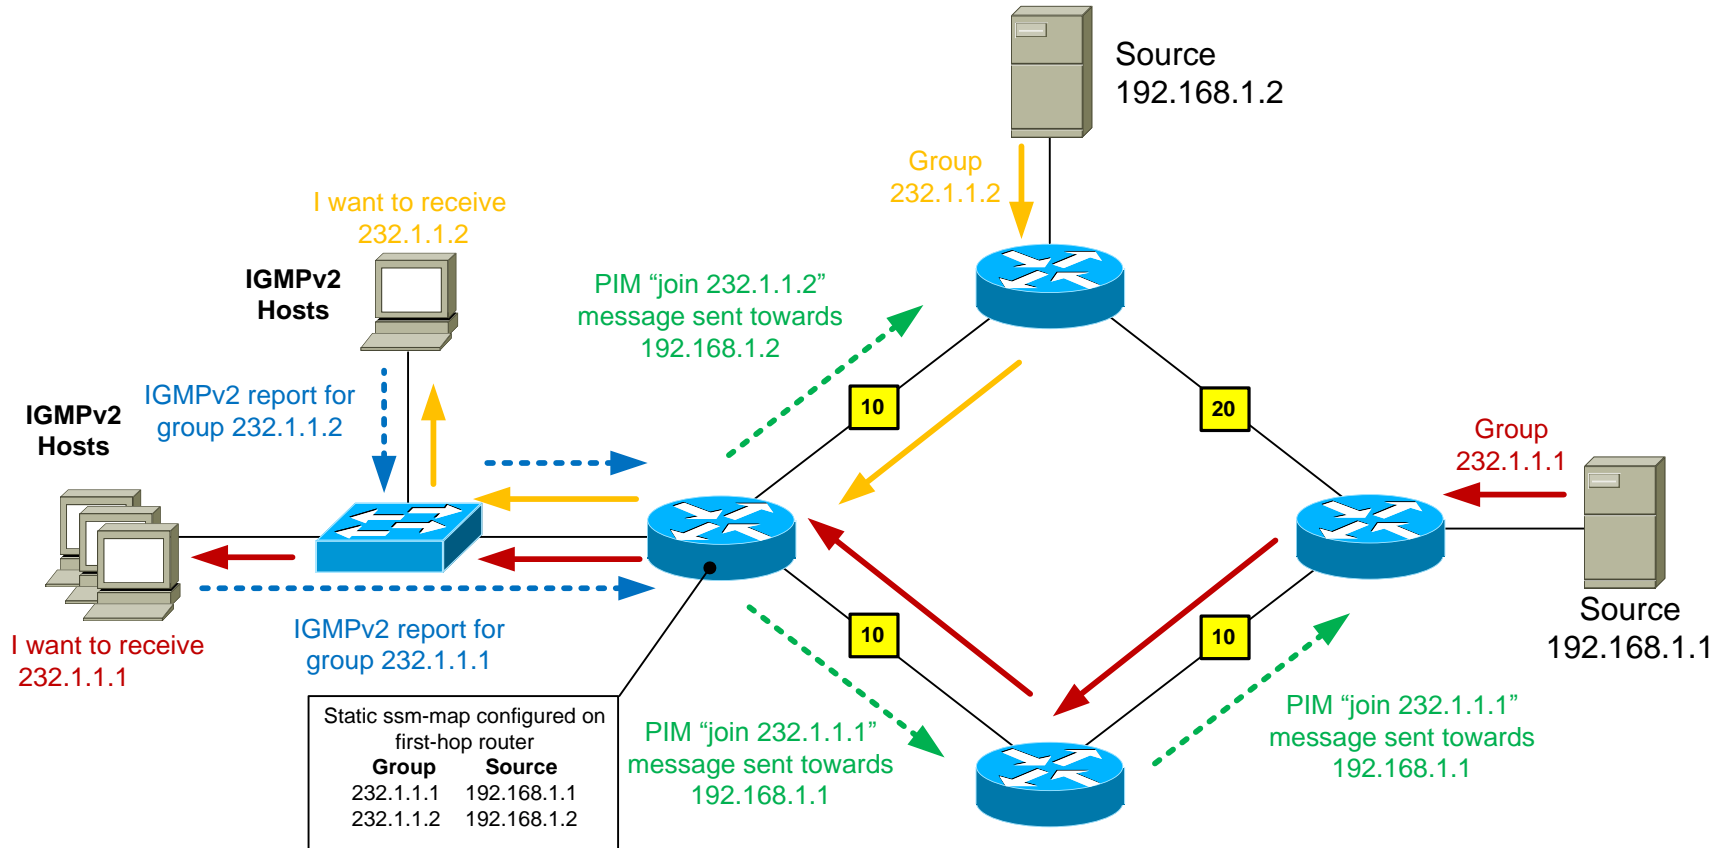 Source
192.168.1.2
Group
232.1.1.2
I want to receive
232.1.1.2
IGMPv2
Hosts
PIM “join 232.1.1.2”
message sent towards
192.168.1.2
IGMPv2 report for
group 232.1.1.2
IGMPv2
Hosts
10
20
Group
232.1.1.1
I want to receive
232.1.1.1
IGMPv2 report for
group 232.1.1.1
10
10
Source
192.168.1.1
Static ssm-map configured on
first-hop router
Group Source
232.1.1.1 192.168.1.1
232.1.1.2 192.168.1.2
PIM “join 232.1.1.1”
message sent towards
192.168.1.1
PIM “join 232.1.1.1”
message sent towards
192.168.1.1